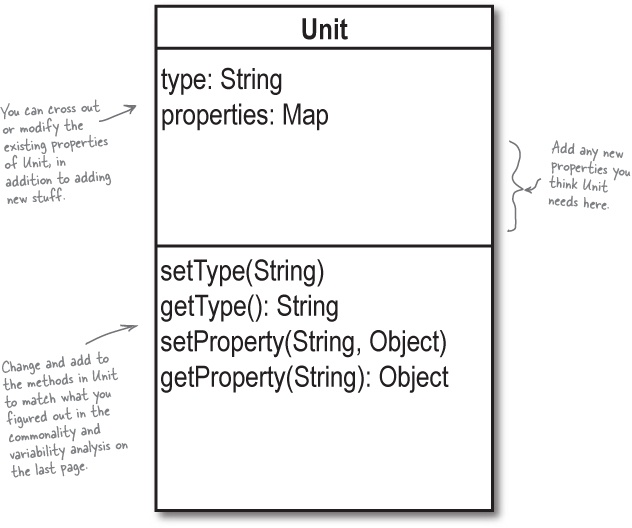 Unit
type: String
properties: Map
You can cross out
or modify the
existing properties
of Unit, in
addition to adding
new stuff.
Add any new
properties you
think Unit
needs here.
setType(String)
getType(): String
setProperty(String, Object)
getProperty(String): Object
Change and add to
the methods in Unit
to match what you
figured out in the
commonality and
variability analysis on
the last page.